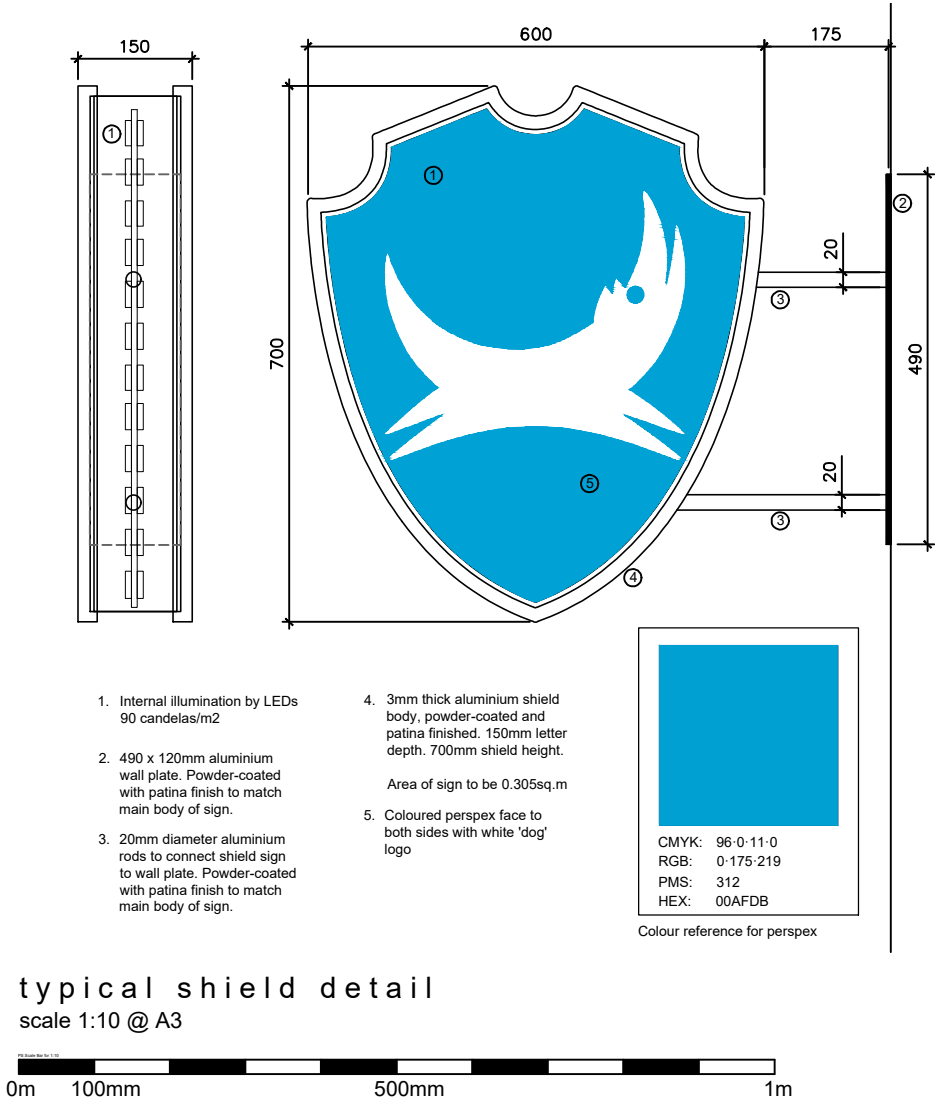 150
600
175
1
1
2
20
3
700
490
20
5
3
4
1. Internal illumination by LEDs
90 candelas/m2
2. 490 x 120mm aluminium
wall plate. Powder-coated
with patina finish to match
main body of sign.
3. 20mm diameter aluminium
rods to connect shield sign
to wall plate. Powder-coated
with patina finish to match
main body of sign.
4. 3mm thick aluminium shield
body, powder-coated and
patina finished. 150mm letter
depth. 700mm shield height.
Area of sign to be 0.305sq.m
5. Coloured perspex face to
both sides with white 'dog'
logo
CMYK: 96·0·11·0
RGB: 0·175·219
PMS: 312
HEX: 00AFDB
Colour reference for perspex
typical shield detail
scale 1:10 @ A3
PG Scale Bar for 1:10
0m 100mm 500mm 1m